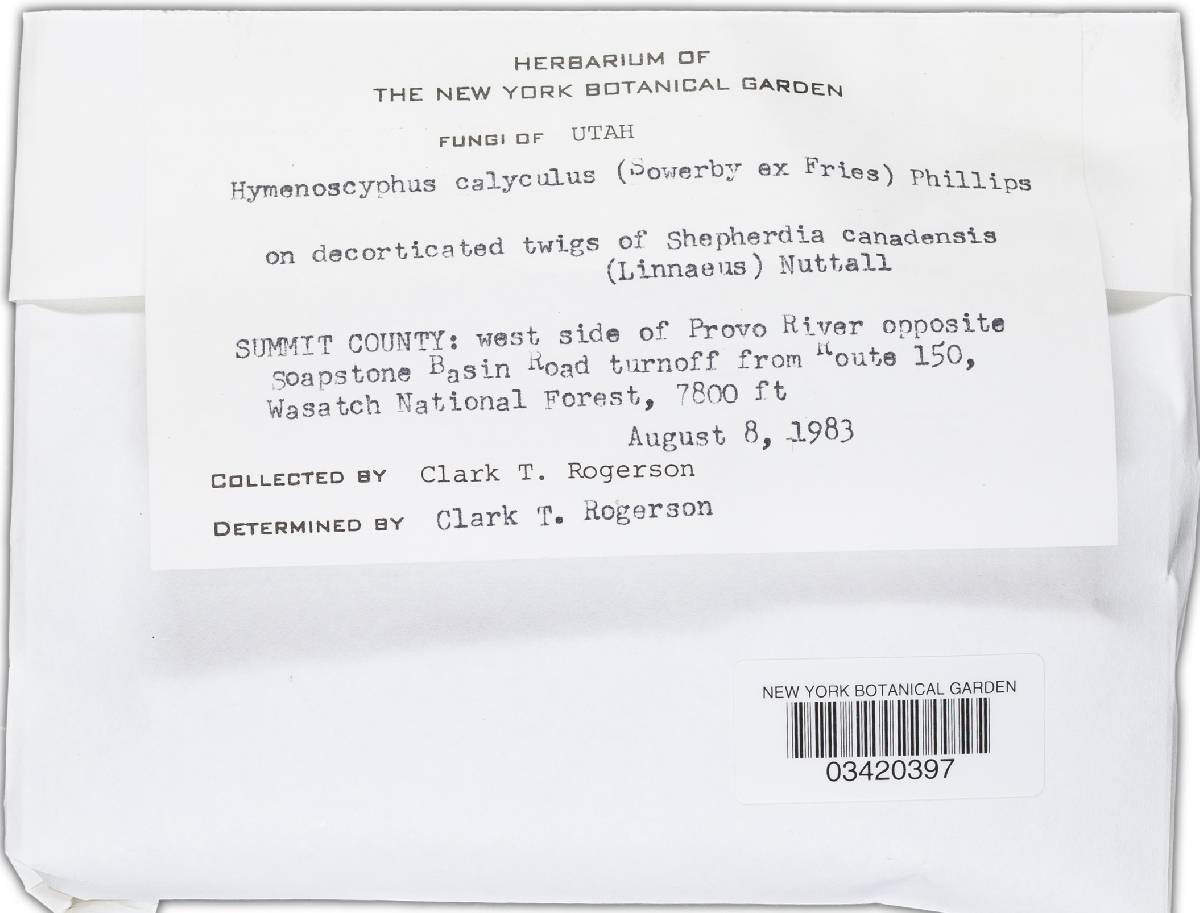 HERBARIUM OF
THE NEW YORK BOTANICAL GARDEN
FUNGI OF UTAH
Hymenoscyphus calyculus (Sowerby ex Fries) Phillips
on decorticated twigs of Shepherdia canadensis
(Linnaeus) Nuttall
SUMMIT COUNTY: west side of Provo River opposite
Soapstone Basin Road turnoff from Route 150,
Wasatch National Forest, 7800 ft
August 8, 1983
COLLECTED BY Clark T. Rogerson
DETERMINED BY Clark T. Rogerson
NEW YORK BOTANICAL GARDEN
03420397